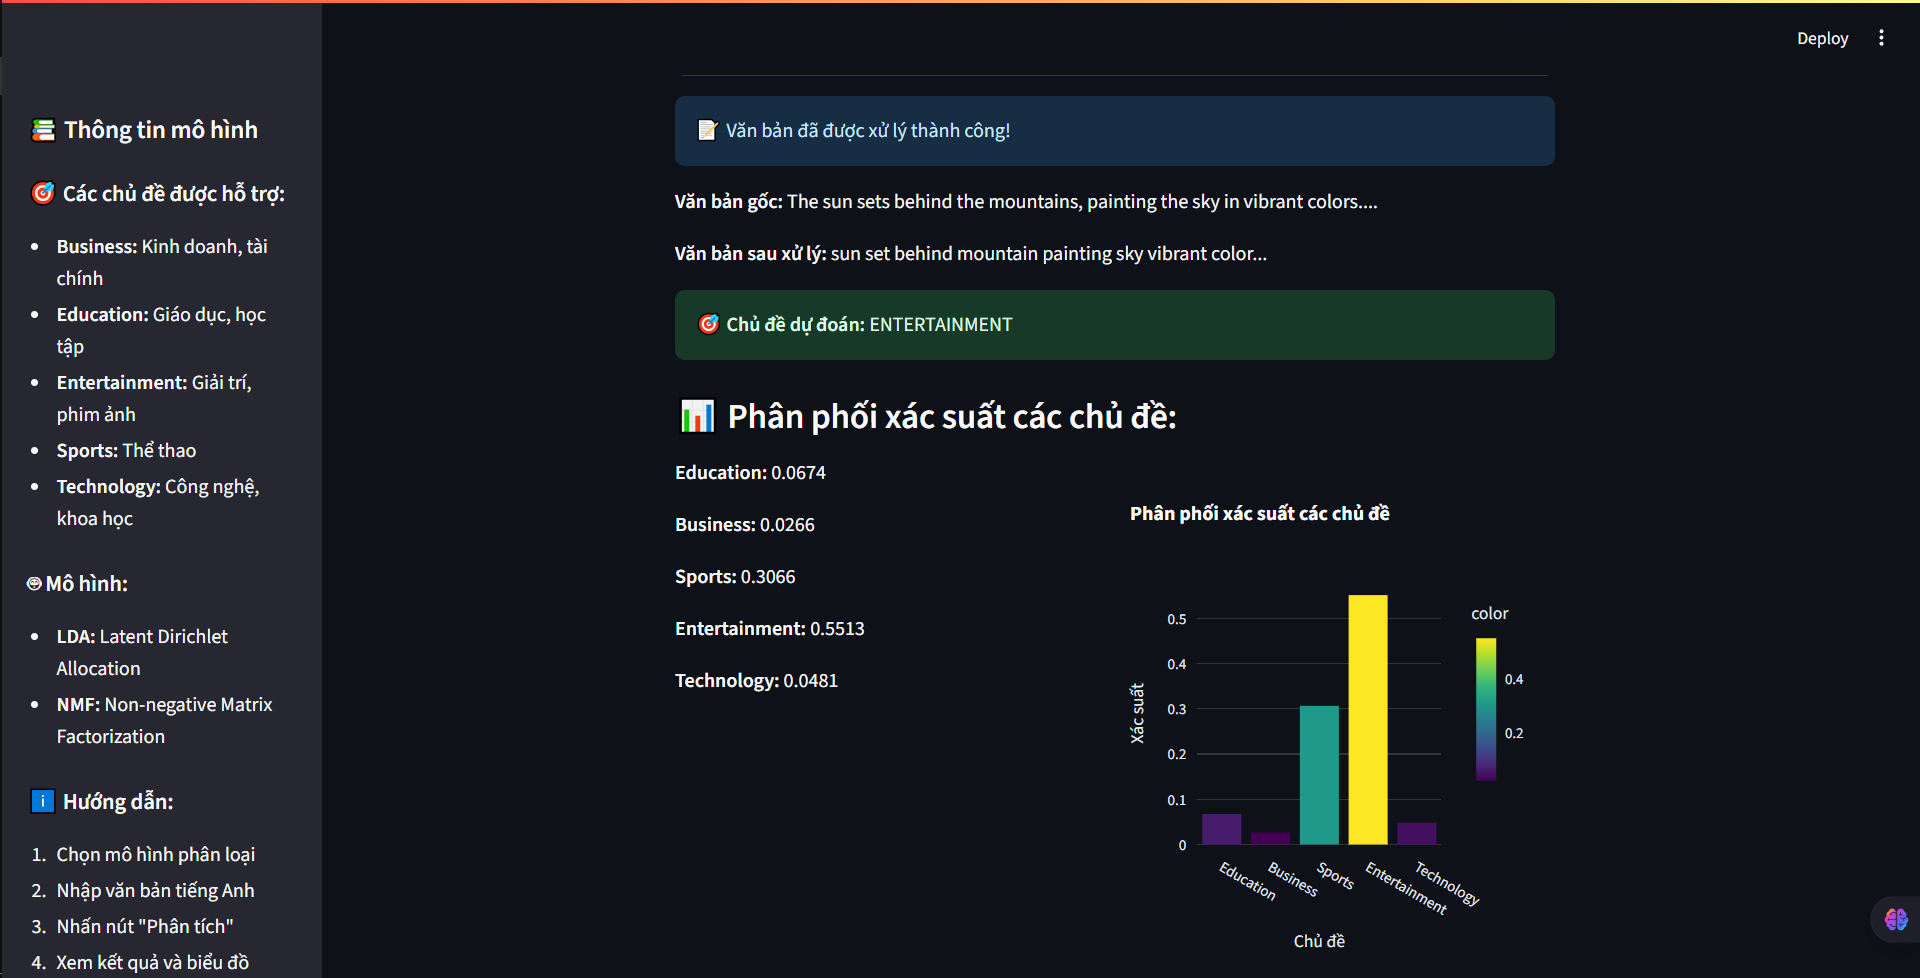 Deploy
Thông tin mô hình
Các chủ đề được hỗ trợ:
Business: Kinh doanh, tài
chính
Education: Giáo dục, học
tập
Entertainment: Giải trí,
phim ảnh
Sports: Thể thao
Technology: Công nghệ,
khoa học
Mô hình:
LDA: Latent Dirichlet
Allocation
NMF: Non-negative Matrix
Factorization
Hướng dẫn:
1. Chọn mô hình phân loại
2. Nhập văn bản tiếng Anh
3. Nhấn nút "Phân tích"
4. Xem kết quả và biểu đồ
Văn bản đã được xử lý thành công!
Văn bản gốc: The sun sets behind the mountains, painting the sky in vibrant colors....
Văn bản sau xử lý: sun set behind mountain painting sky vibrant color...
Chủ đề dự đoán: ENTERTAINMENT
Phân phối xác suất các chủ đề:
Education: 0.0674
Business: 0.0266
Sports: 0.3066
Entertainment: 0.5513
Technology: 0.0481
Phân phối xác suất các chủ đề
color
0.4
0.2
Xác suất
0.5
0.4
0.3
0.2
0.1
0
Education
Business
Sports
Entertainment
Technology
Chủ đề